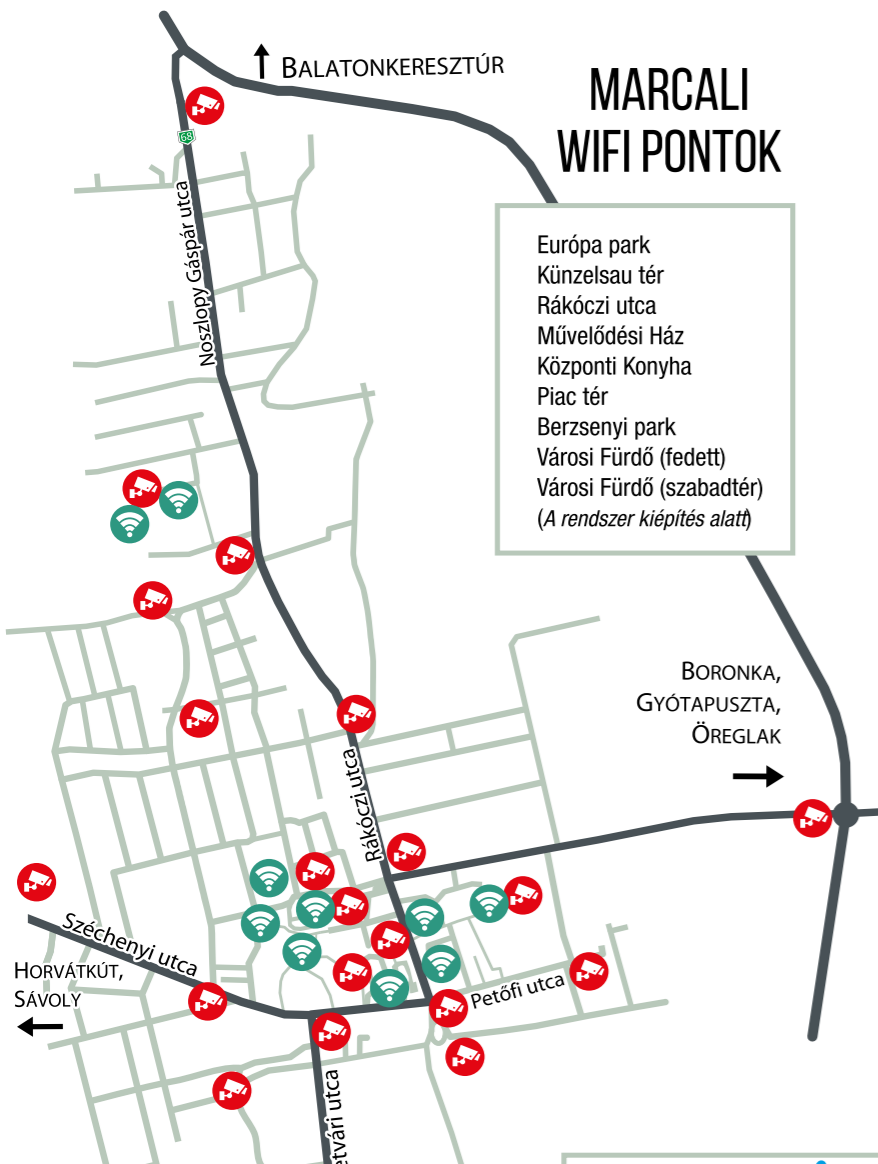 BALATONKERESZTÚR
MARCALI
WIFI PONTOK
68
Noszlopy Gáspár utca
Európa park
Künzelsau tér
Rákóczi utca
Művelődési Ház
Központi Konyha
Piac tér
Berzsenyi park
Városi Fürdő (fedett)
Városi Fürdő (szabadtér)
(A rendszer kiépítés alatt)
BORONKA,
GYÓTAPUSZTA,
ÖREGLAK
Rákóczi utca
Széchenyi utca
HORVÁTKÚT,
SÁVOLY
Petőfi utca
etvári utca